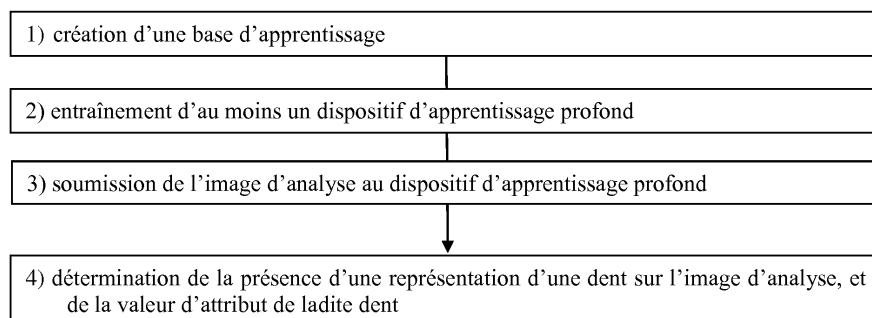 1) création d’une base d’apprentissage
2) entraînement d’au moins un dispositif d’apprentissage profond
3) soumission de l’image d’analyse au dispositif d’apprentissage profond
4) détermination de la présence d’une représentation d’une dent sur l’image d’analyse, et
de la valeur d’attribut de ladite dent